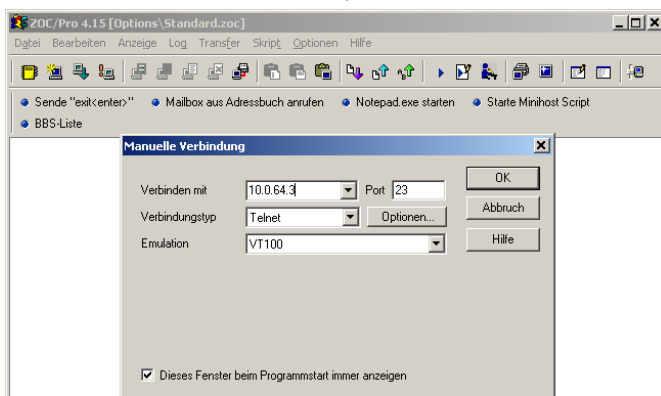 ZOC/Pro 4.15 [Options\Standard.zoc]
Datei Bearbeiten Anzeige Log Transfer Skript Optionen Hilfe
Sende "exit<enter>" Mailbox aus Adressbuch anrufen Notepad.exe starten Starte Minihost Script
BBS-Liste
Manuelle Verbindung
Verbinden mit 10.0.64.3 Port 23 OK
Verbindungstyp Telnet Optionen... Abbruch
Emulation VT100 Hilfe
Dieses Fenster beim Programmstart immer anzeigen